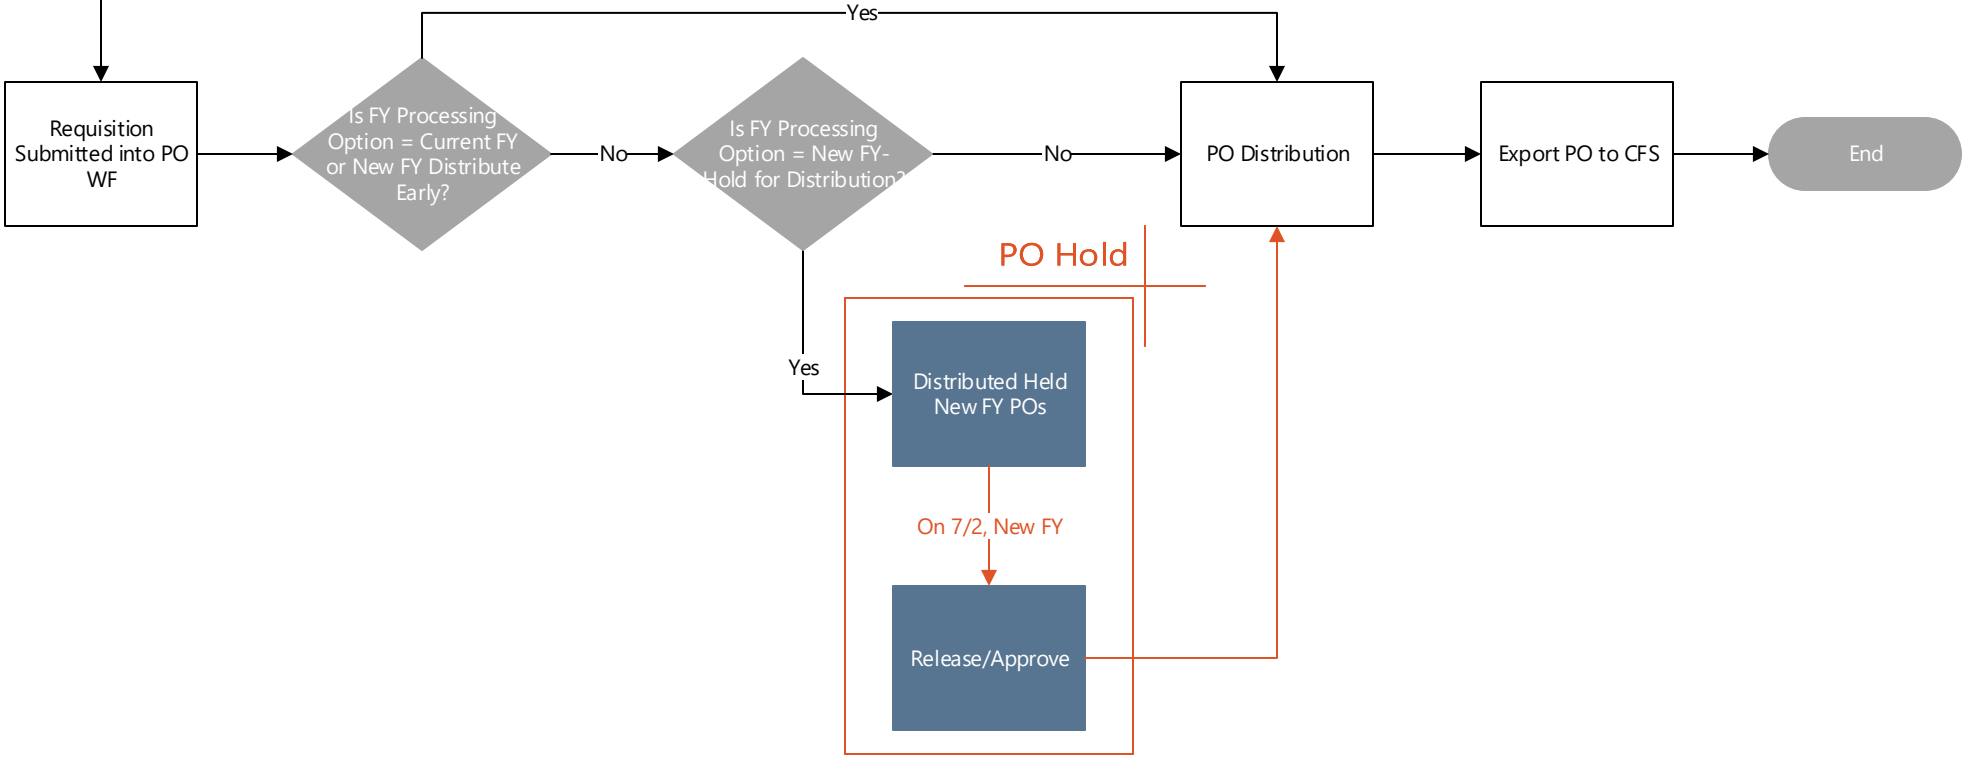 Yes
Requisition
Submitted into PO
WF
Is FY Processing
Option = Current FY
or New FY Distribute
Early?
No
Is FY Processing
Option = New FY-
Hold for Distribution?
No
PO Distribution
Export PO to CFS
End
PO Hold
Yes
Distributed Held
New FY POs
On 7/2, New FY
Release/Approve